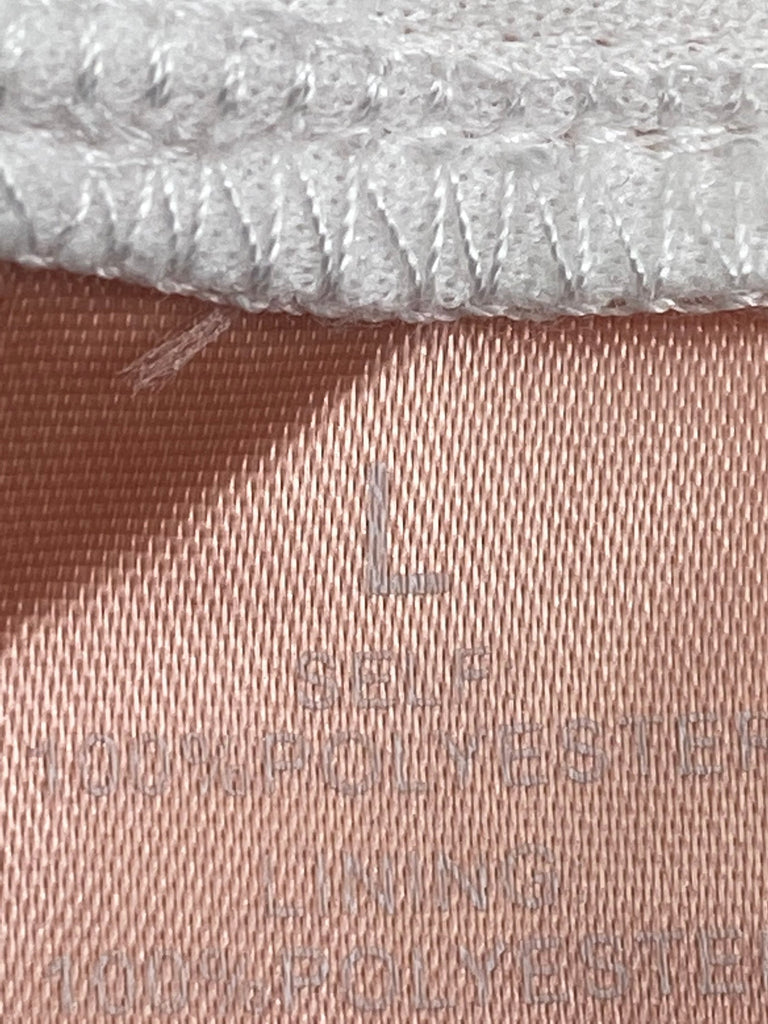 L
SELF
100%POLYESTER
LINING
100%POLYESTER